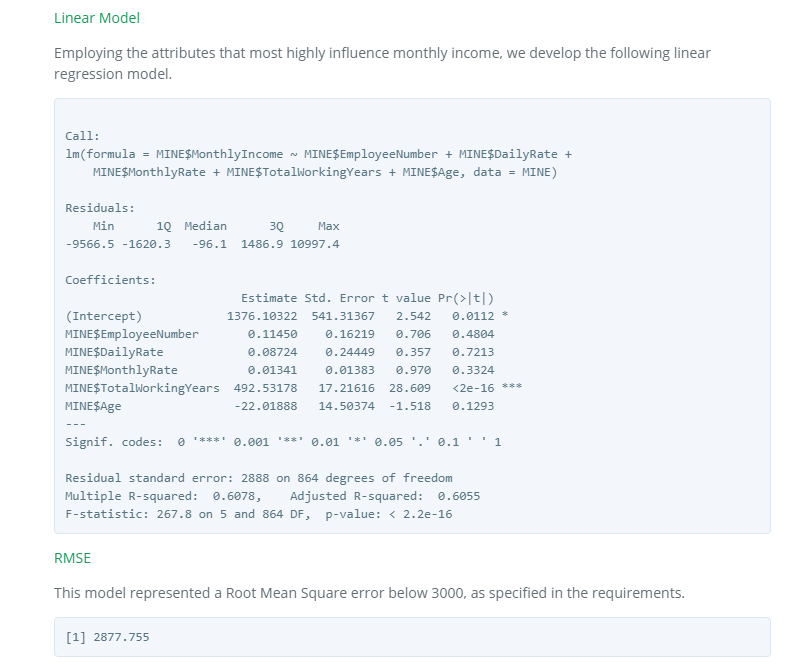 Linear Model
Employing the attributes that most highly influence monthly income, we develop the following linear
regression model.
Call:
lm(formula = MINE$MonthlyIncome ~ MINE$EmployeeNumber + MINE$DailyRate +
    MINE$MonthlyRate + MINE$TotalWorkingYears + MINE$Age, data = MINE)
Residuals:
    Min      1Q  Median      3Q     Max
-9566.5 -1620.3   -96.1  1486.9 10997.4
Coefficients:
                        Estimate Std. Error t value Pr(>|t|)
(Intercept)           1376.10322  541.31367   2.542   0.0112 *
MINE$EmployeeNumber      0.11450    0.16219   0.706   0.4804
MINE$DailyRate           0.08724    0.24449   0.357   0.7213
MINE$MonthlyRate         0.01341    0.01383   0.970   0.3324
MINE$TotalWorkingYears 492.53178   17.21616  28.609   <2e-16 ***
MINE$Age               -22.01888   14.50374  -1.518   0.1293
---
Signif. codes:  0 '***' 0.001 '**' 0.01 '*' 0.05 '.' 0.1 ' ' 1
Residual standard error: 2888 on 864 degrees of freedom
Multiple R-squared:  0.6078,    Adjusted R-squared:  0.6055
F-statistic: 267.8 on 5 and 864 DF,  p-value: < 2.2e-16
RMSE
This model represented a Root Mean Square error below 3000, as specified in the requirements.
[1] 2877.755